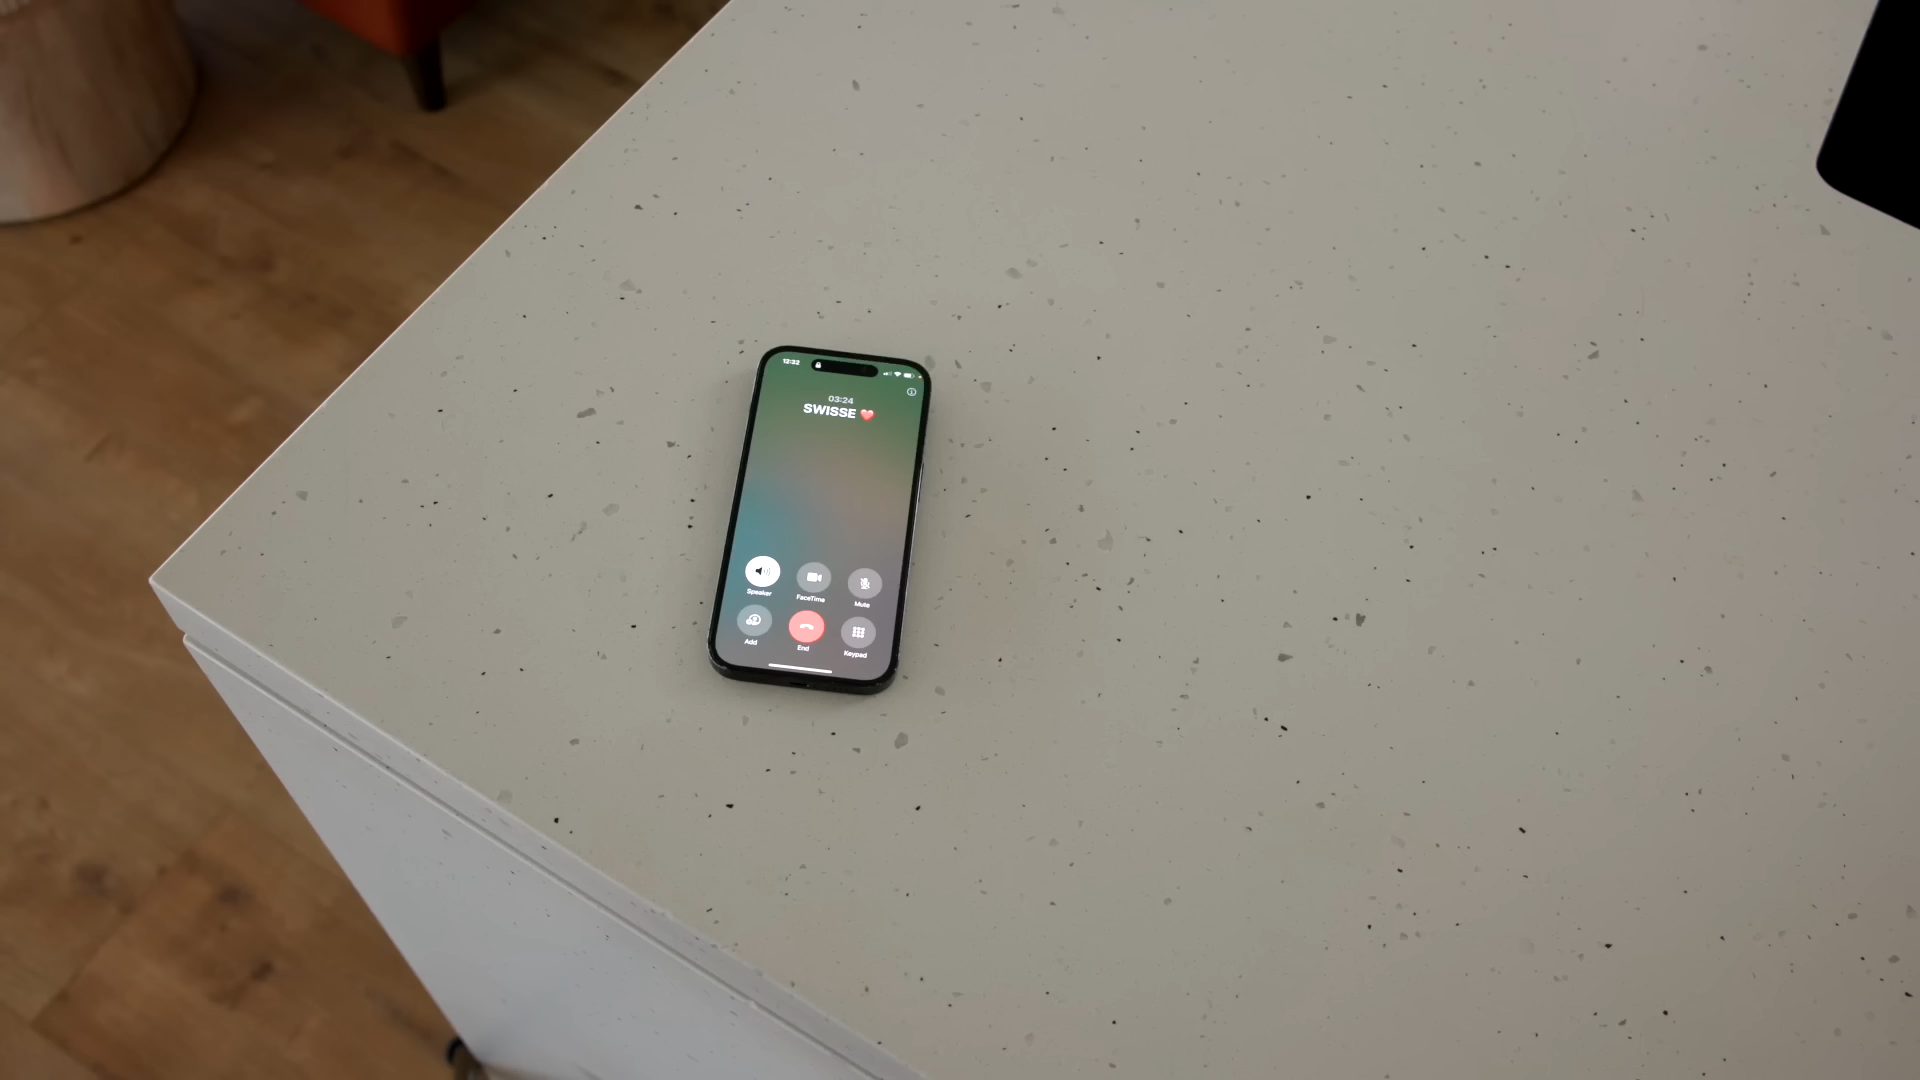 12:32
03:24
SWISSE ❤️
Speaker
FaceTime
Mute
Add
End
Keypad